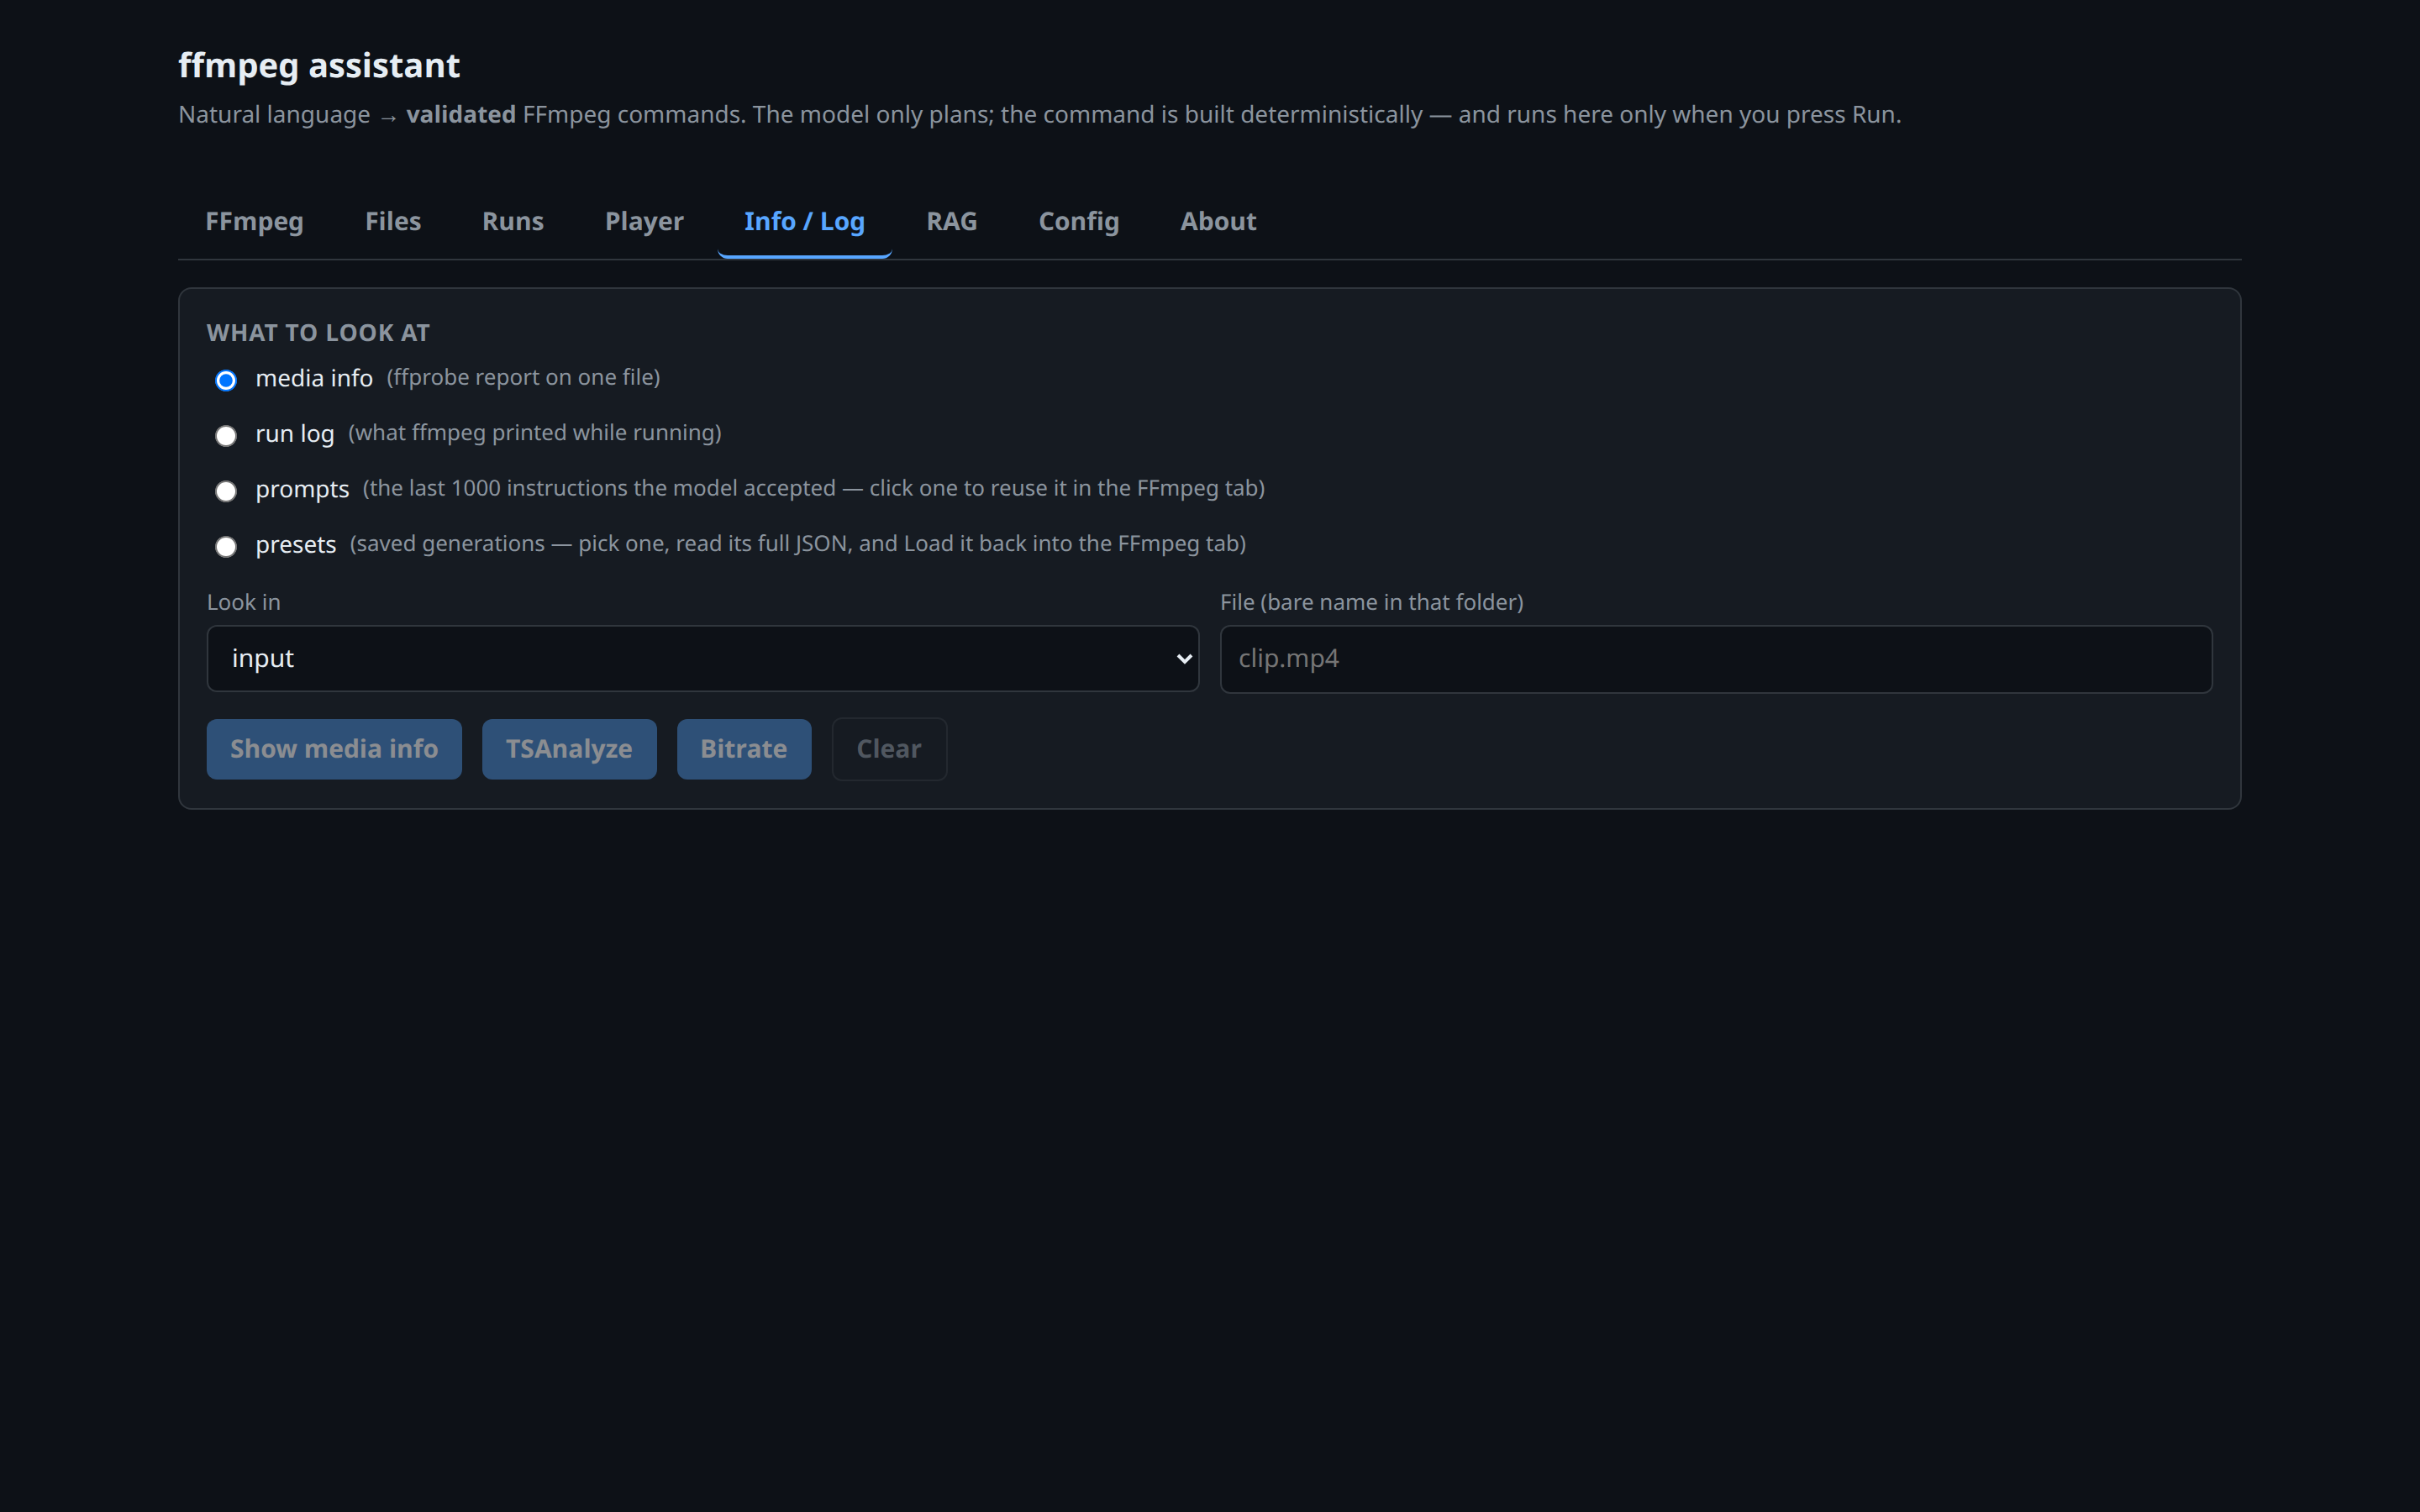 ffmpeg assistant
Natural language → validated FFmpeg commands. The model only plans; the command is built deterministically — and runs here only when you press Run.
FFmpeg Files Runs Player Info / Log RAG Config About
WHAT TO LOOK AT
media info (ffprobe report on one file)
run log (what ffmpeg printed while running)
prompts (the last 1000 instructions the model accepted — click one to reuse it in the FFmpeg tab)
presets (saved generations — pick one, read its full JSON, and Load it back into the FFmpeg tab)
Look in File (bare name in that folder)
input clip.mp4
Show media info TSAnalyze Bitrate Clear